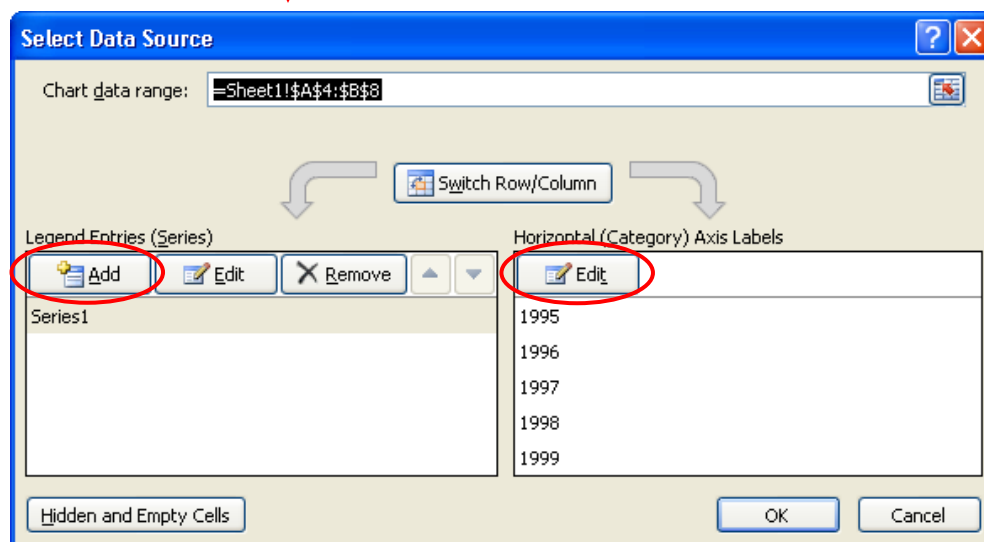 Select Data Source
?
Chart data range: =Sheet1!$A$4:$B$8
Switch Row/Column
Legend Entries (Series)
Add Edit Remove
Series1
Horizontal (Category) Axis Labels
Edit
1995
1996
1997
1998
1999
Hidden and Empty Cells
OK Cancel